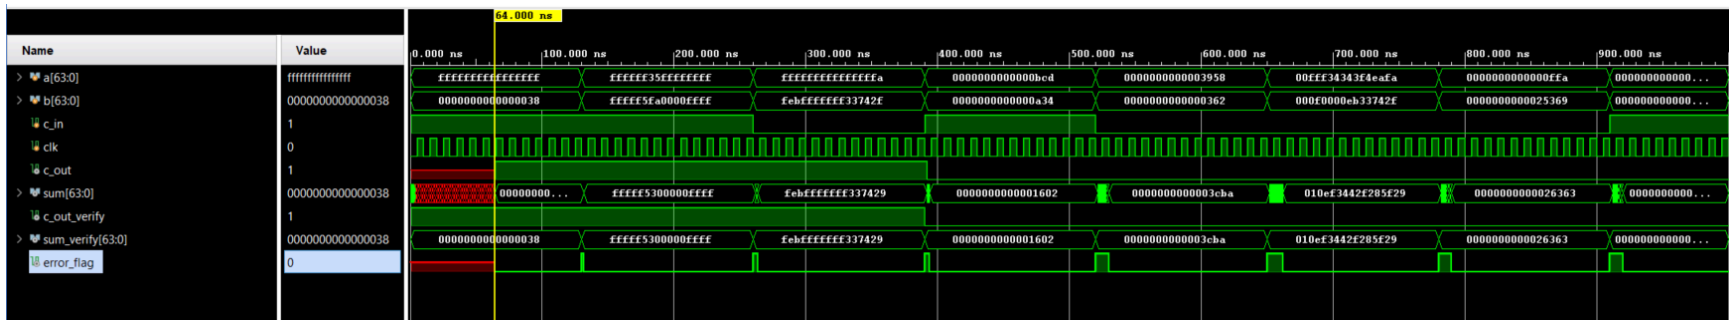 64.000 ns
Name Value 0.000 ns 100.000 ns 200.000 ns 300.000 ns 400.000 ns 500.000 ns 600.000 ns 700.000 ns 800.000 ns 900.000 ns
a[63:0] ffffffffffffffff ffffffffffffffff ffffff35ffffffff fffffffffffffffa 0000000000000bcd 0000000000003958 00fff34343f4eafa 0000000000000ffa 000000000000...
b[63:0] 0000000000000038 0000000000000038 fffff5fa0000ffff febfffffff33742f 0000000000000a34 0000000000000362 000f0000eb33742f 0000000000025369 000000000000...
c_in 1
clk 0
c_out 1
sum[63:0] 0000000000000038 00000000... fffff5300000ffff febfffffff337429 0000000000001602 0000000000003cba 010ef3442f285f29 0000000000026363 0000000000...
c_out_verify 1
sum_verify[63:0] 0000000000000038 0000000000000038 fffff5300000ffff febfffffff337429 0000000000001602 0000000000003cba 010ef3442f285f29 0000000000026363 000000000000...
error_flag 0